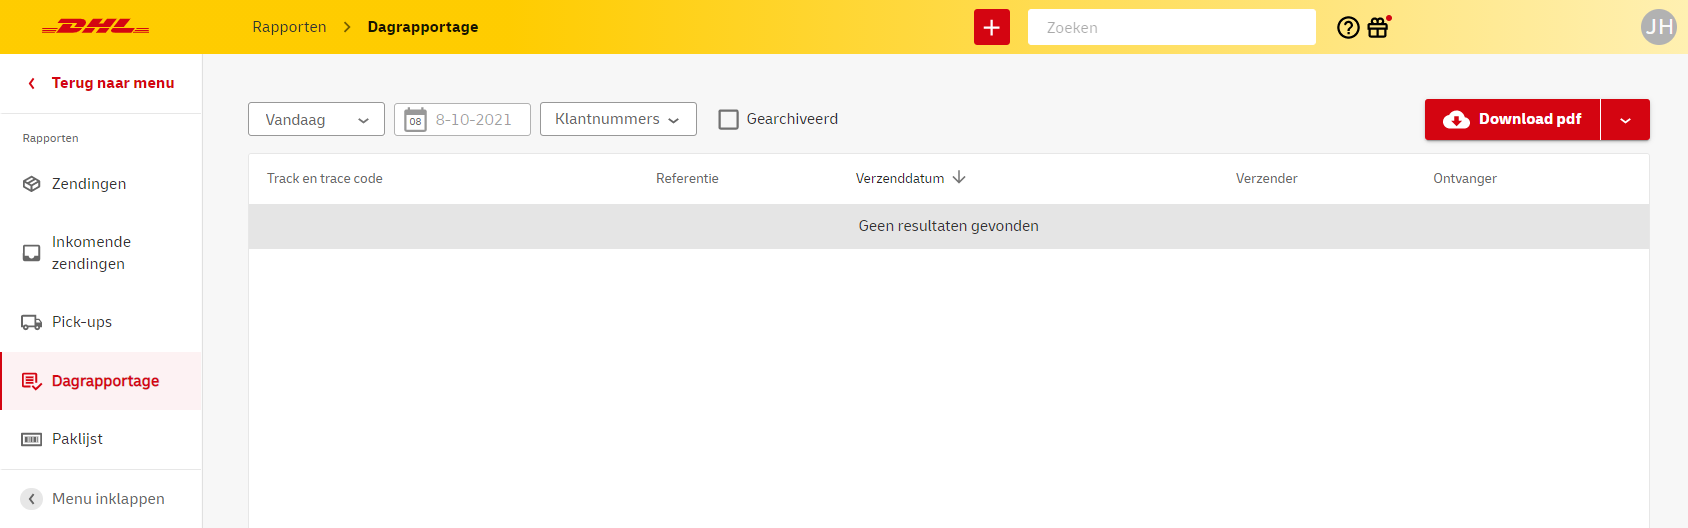 DHL
Rapporten > Dagrapportage
Zoeken
JH
Terug naar menu
Rapporten
Zendingen
Inkomende
zendingen
Pick-ups
Dagrapportage
Paklijst
Menu inklappen
Vandaag
08
8-10-2021
Klantnummers
Gearchiveerd
Download pdf
Track en trace code
Referentie
Verzenddatum
Verzender
Ontvanger
Geen resultaten gevonden